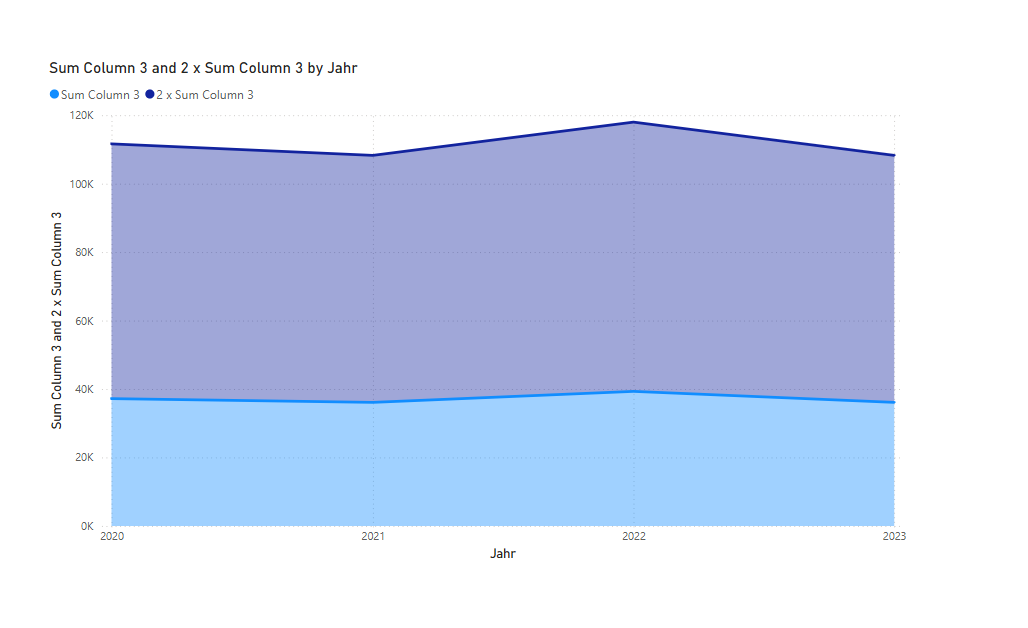 Sum Column 3 and 2 x Sum Column 3 by Jahr
Sum Column 3 2 x Sum Column 3
120K
100K
80K
60K
40K
20K
0K
Sum Column 3 and 2 x Sum Column 3
2020 2021 2022 2023
Jahr